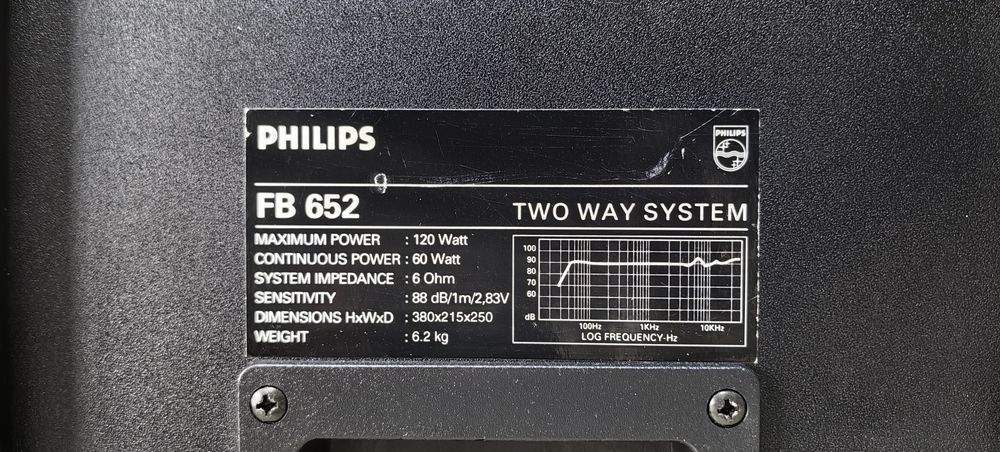 PHILIPS
PHILIPS
FB 652
TWO WAY SYSTEM
MAXIMUM POWER : 120 Watt
CONTINUOUS POWER : 60 Watt
SYSTEM IMPEDANCE : 6 Ohm
SENSITIVITY : 88 dB/1m/2,83V
DIMENSIONS HxWxD : 380x215x250
WEIGHT : 6.2 kg
100
90
80
70
60
dB
100Hz 1KHz 10KHz
LOG FREQUENCY-Hz